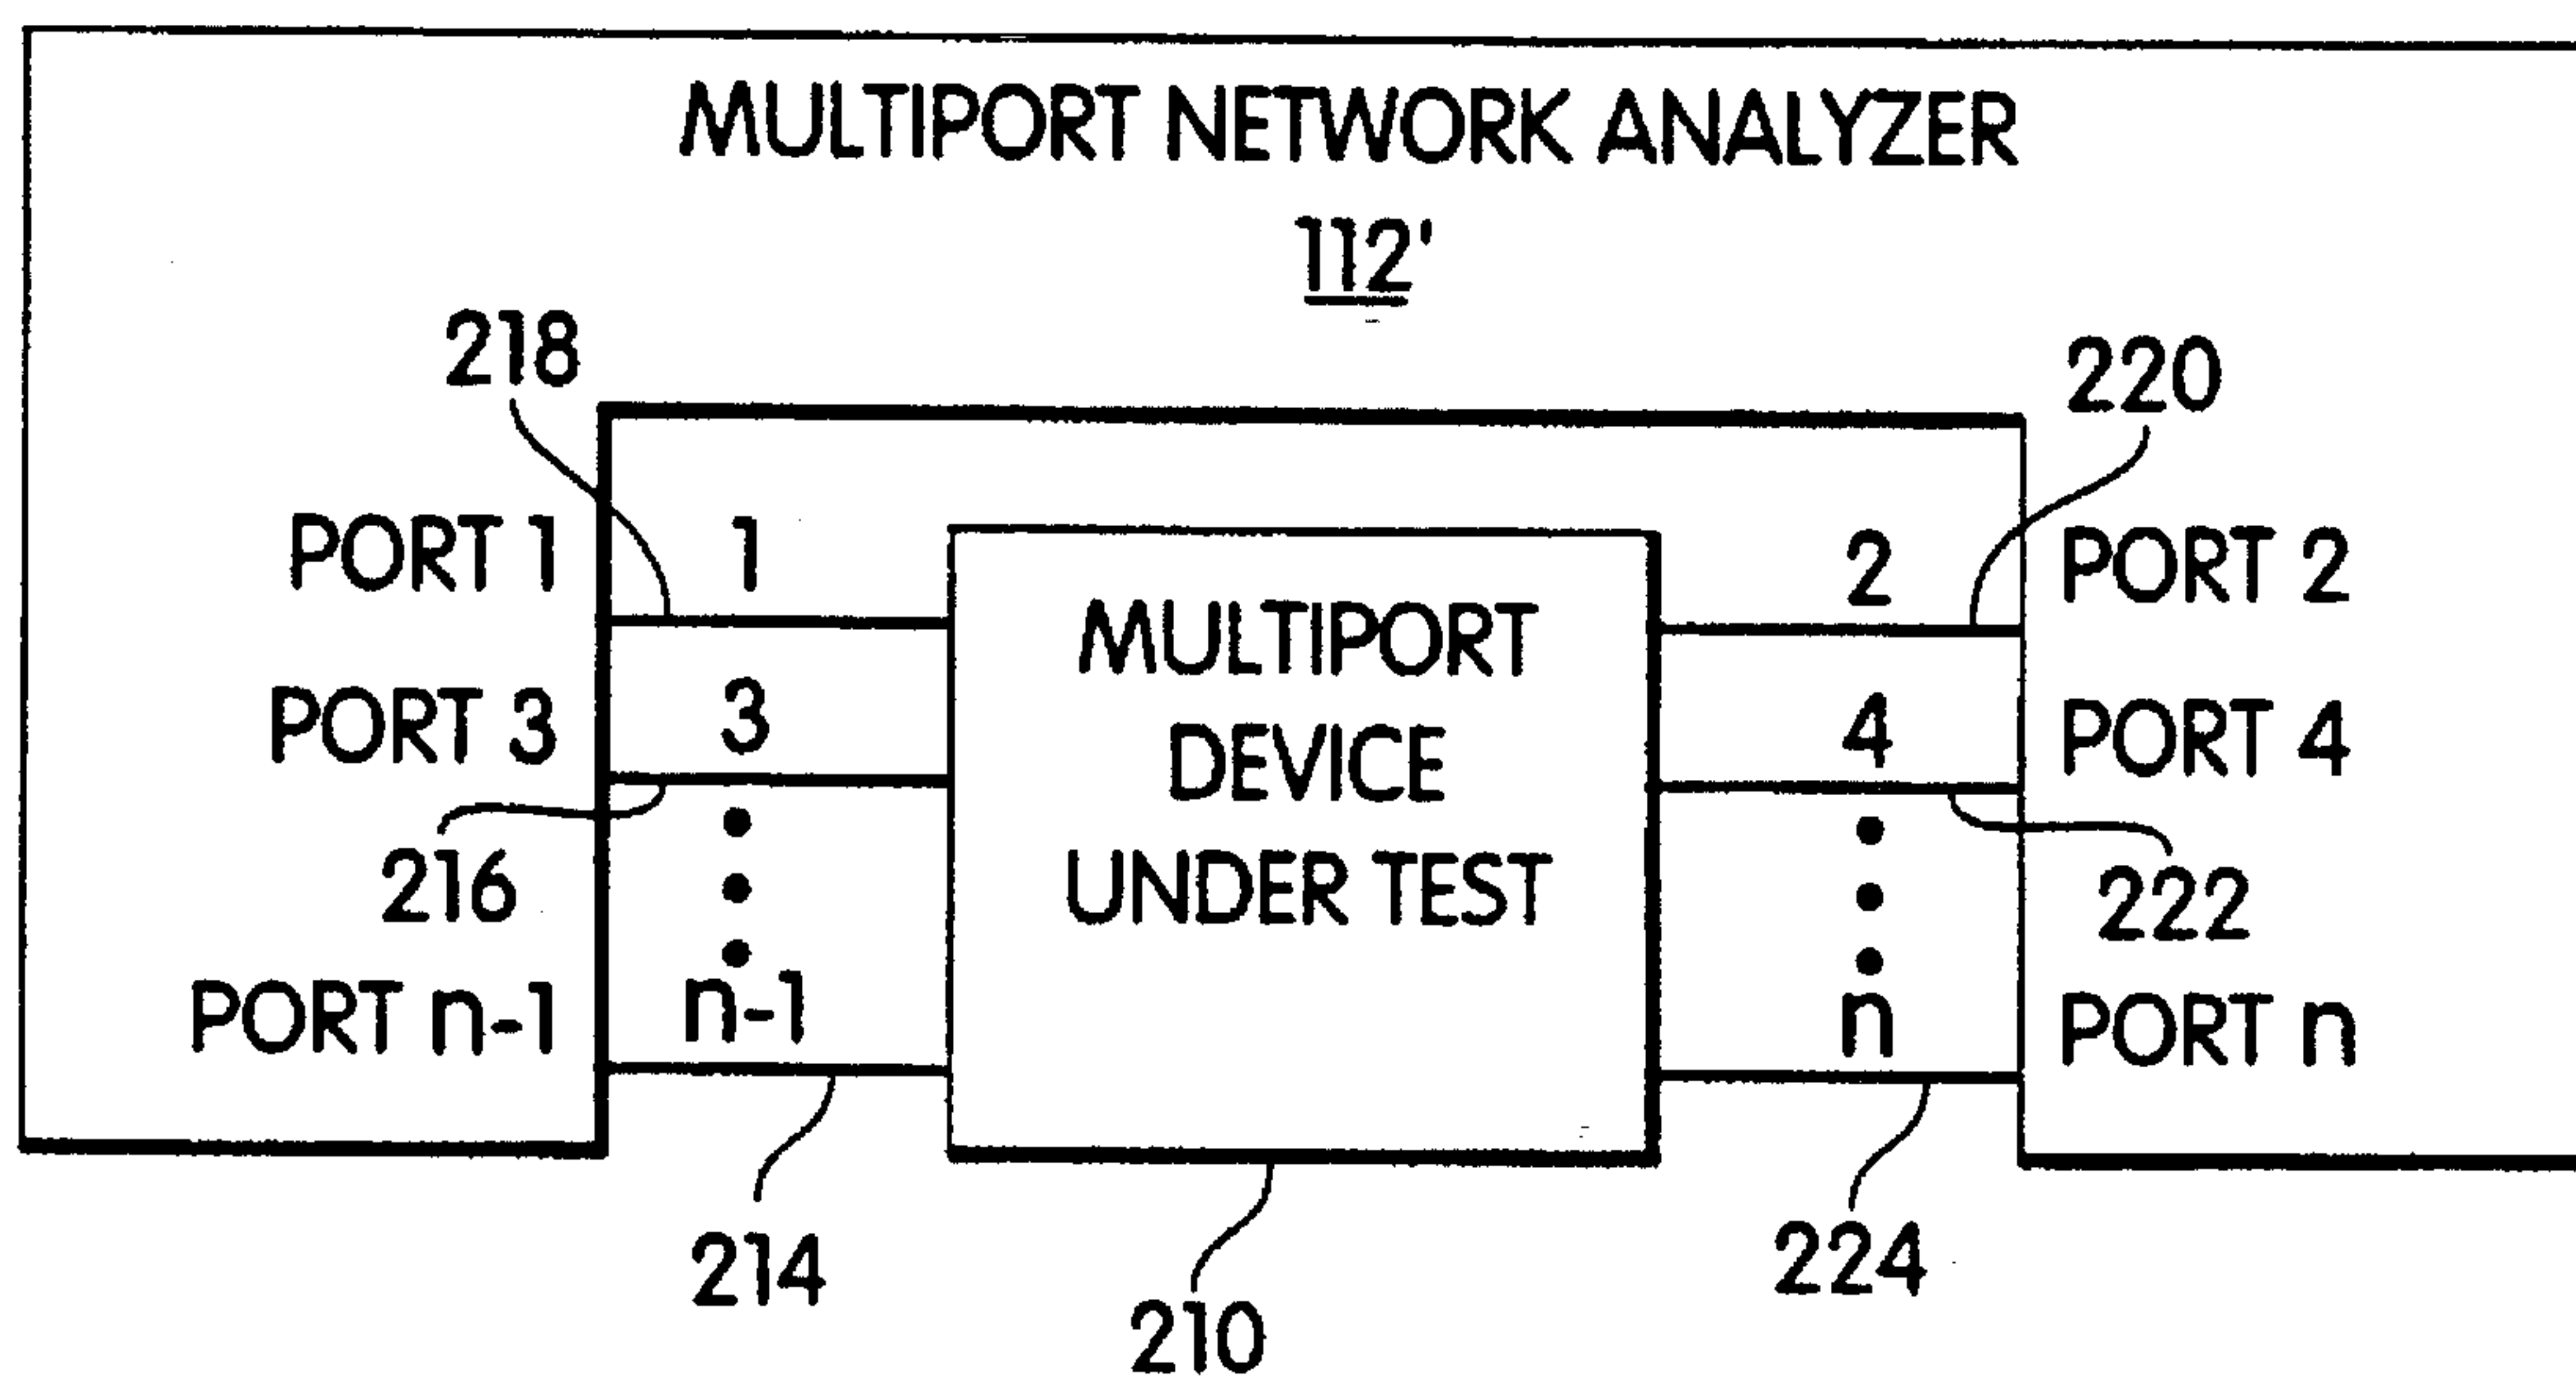 MULTIPORT NETWORK ANALYZER
112'
218
220
PORT 1
1
2
PORT 2
MULTIPORT
DEVICE
UNDER TEST
PORT 3
3
4
PORT 4
216
222
PORT n-1
n-1
n
PORT n
214
210
224